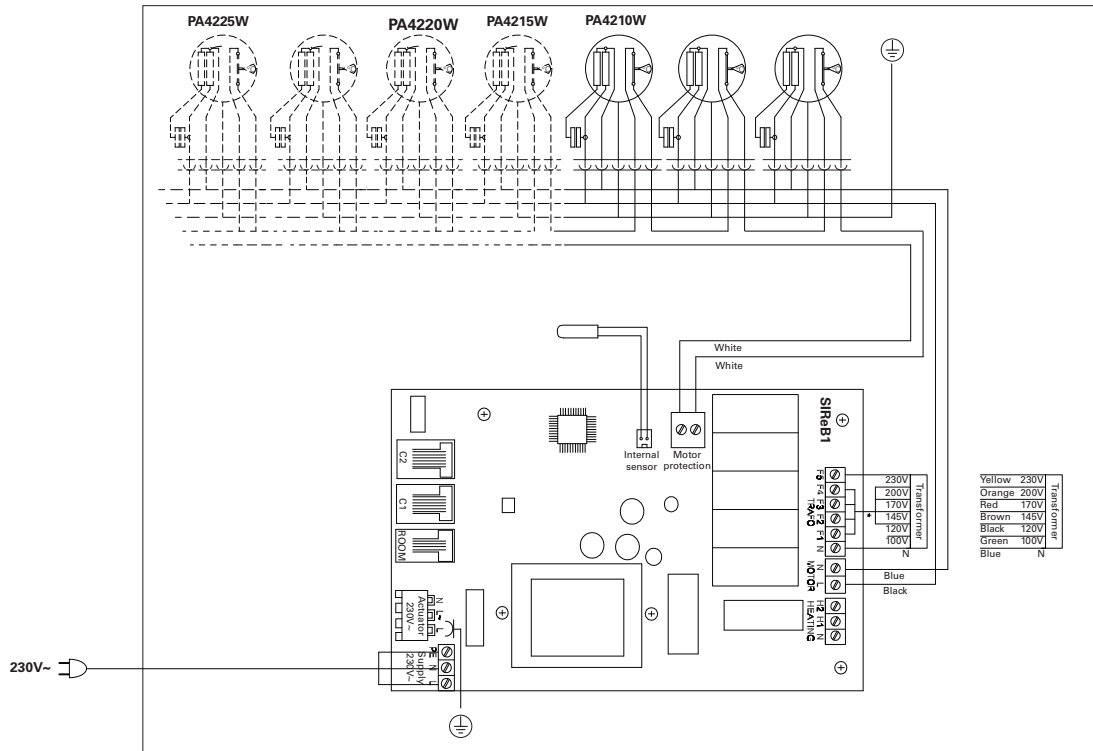 PA4225W
PA4220W
PA4215W
PA4210W
White
White
SIReB1
Internal
sensor
Motor
protection
C2
C1
ROOM
F5
F4
F3
F2
F1
N
TRAFO
230V
200V
170V
145V
120V
100V
N
Transformer
*
Yellow 230V
Orange 200V
Red 170V
Brown 145V
Black 120V
Green 100V
Blue N
Transformer
N
L
MOTOR
Blue
Black
H2
H1
N
HEATING
Actuator
230V~
N
L
PE
N
L
Supply
230V~
230V~